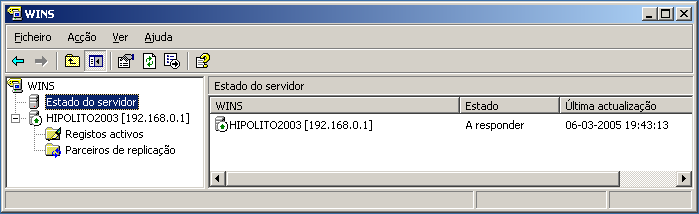 WINS
Ficheiro Acção Ver Ajuda
WINS
Estado do servidor
HIPOLITO2003 [192.168.0.1]
Registos activos
Parceiros de replicação
Estado do servidor
WINS Estado Última actualização
HIPOLITO2003 [192.168.0.1] A responder 06-03-2005 19:43:13